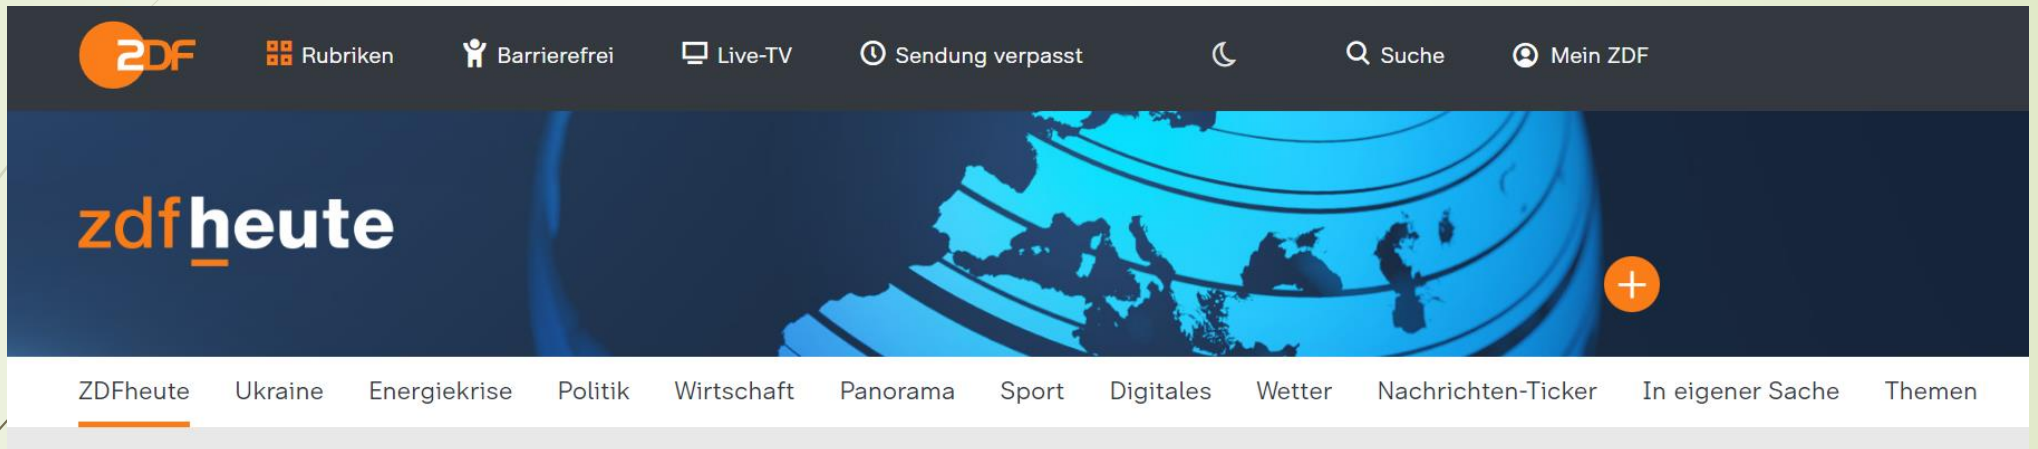 ZDF Rubriken Barrierefrei Live-TV Sendung verpasst Suche Mein ZDF
zdfheute
ZDFheute Ukraine Energiekrise Politik Wirtschaft Panorama Sport Digitales Wetter Nachrichten-Ticker In eigener Sache Themen